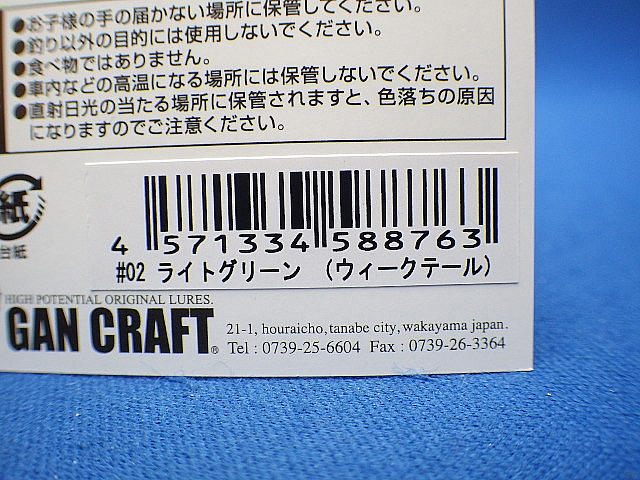 ●お子様の手の届かない場所に保管してください。
●釣り以外の目的には使用しないでください。
●食べ物ではありません。
●車内などの高温になる場所には保管しないでください。
●直射日光の当たる場所に保管されますと、色落ちの原因
になりますのでご注意ください。
紙
台紙
4 571334 588763
#02 ライトグリーン (ウィークテール)
HIGH POTENTIAL ORIGINAL LURES.
GAN CRAFT®
21-1, houraicho, tanabe city, wakayama japan.
Tel : 0739-25-6604 Fax : 0739-26-3364